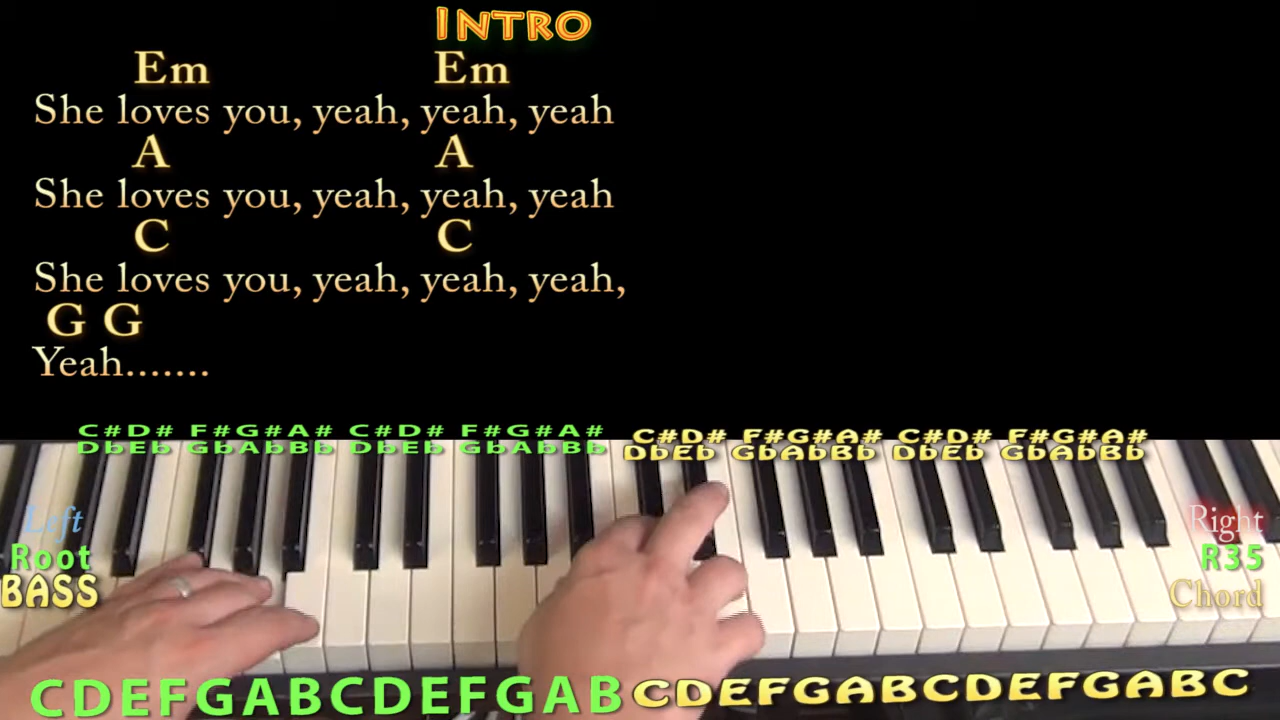 INTRO
Em Em
She loves you, yeah, yeah, yeah
A A
She loves you, yeah, yeah, yeah
C C
She loves you, yeah, yeah, yeah,
G G
Yeah.......
C#D# F#G#A# C#D# F#G#A# C#D# F#G#A# C#D# F#G#A#
DbEb GbAbBb DbEb GbAbBb DbEb GbAbBb DbEb GbAbBb
Left Right
Root R35
BASS Chord
CDEFGABCDEFGAB CDEFGABCDEFGABC